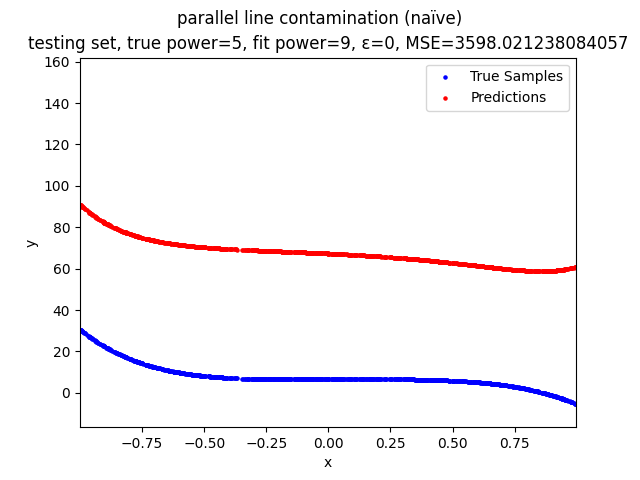 parallel line contamination (naïve)
testing set, true power=5, fit power=9, ε=0, MSE=3598.021238084057
True Samples
Predictions
160
140
120
100
80
60
40
20
0
y
−0.75
−0.50
−0.25
0.00
0.25
0.50
0.75
x